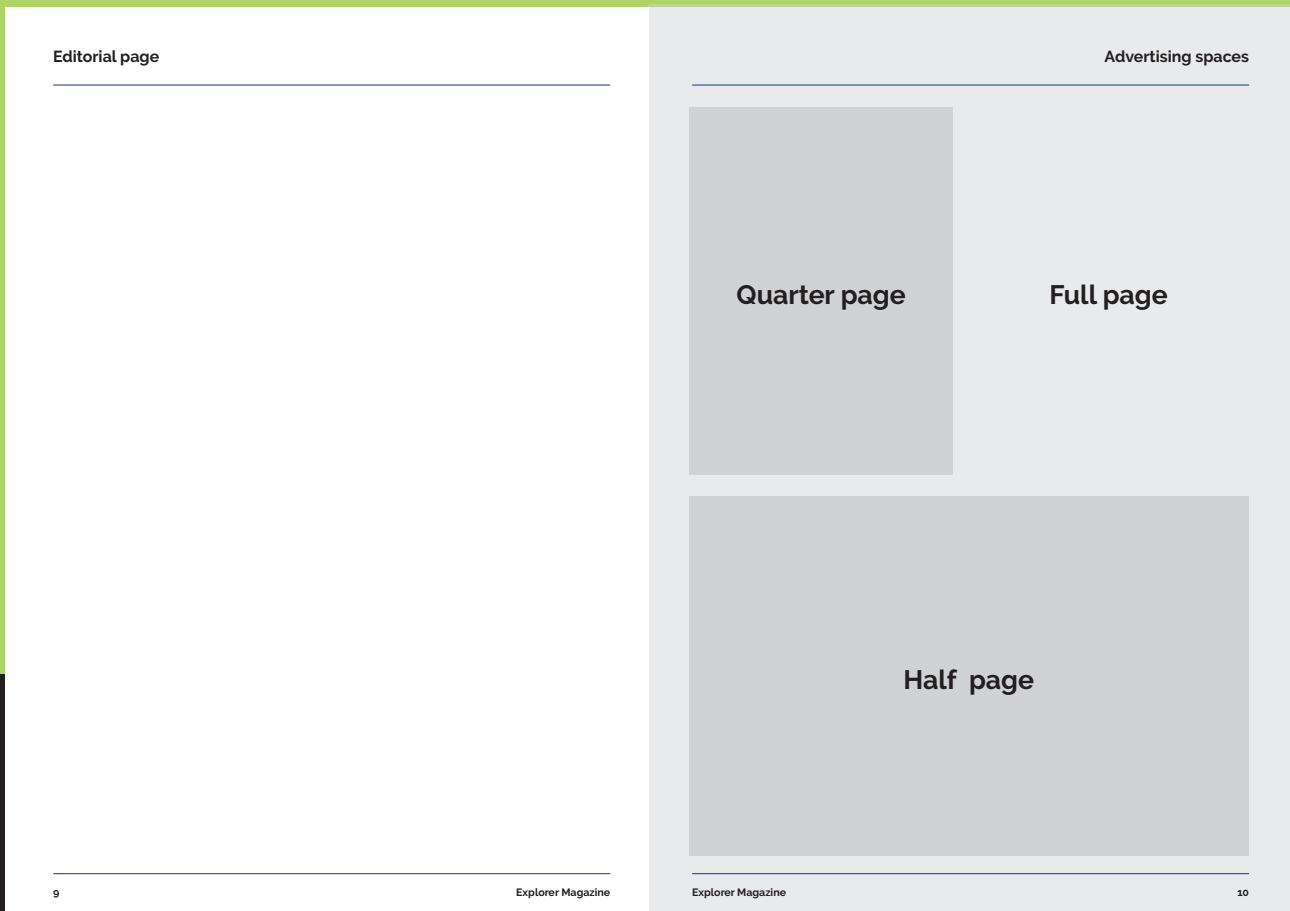 Editorial page
9
Explorer Magazine
Advertising spaces
Quarter page
Full page
Half  page
Explorer Magazine
10